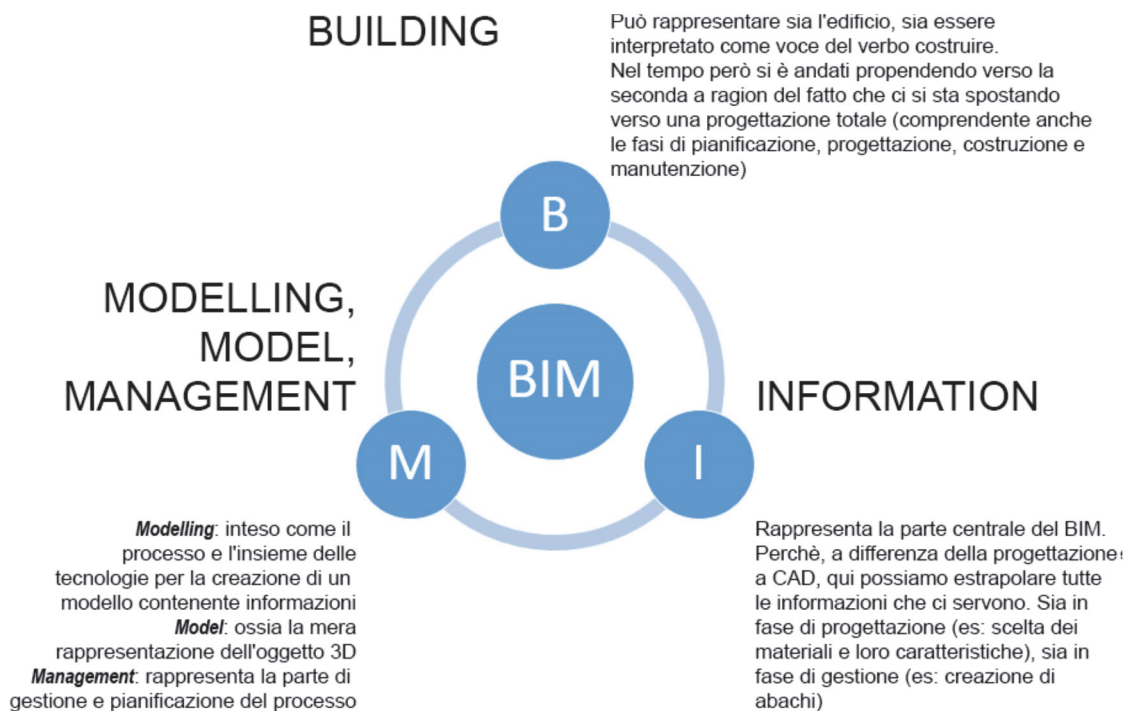 BUILDING
Può rappresentare sia l'edificio, sia essere
interpretato come voce del verbo costruire.
Nel tempo però si è andati propendendo verso la
seconda a ragion del fatto che ci si sta spostando
verso una progettazione totale (comprendente anche
le fasi di pianificazione, progettazione, costruzione e
manutenzione)
B
MODELLING,
MODEL,
MANAGEMENT
BIM
INFORMATION
M
I
Modelling: inteso come il
processo e l'insieme delle
tecnologie per la creazione di un
modello contenente informazioni
Model: ossia la mera
rappresentazione dell'oggetto 3D
Management: rappresenta la parte di
gestione e pianificazione del processo
Rappresenta la parte centrale del BIM.
Perchè, a differenza della progettazione
a CAD, qui possiamo estrapolare tutte
le informazioni che ci servono. Sia in
fase di progettazione (es: scelta dei
materiali e loro caratteristiche), sia in
fase di gestione (es: creazione di
abachi)